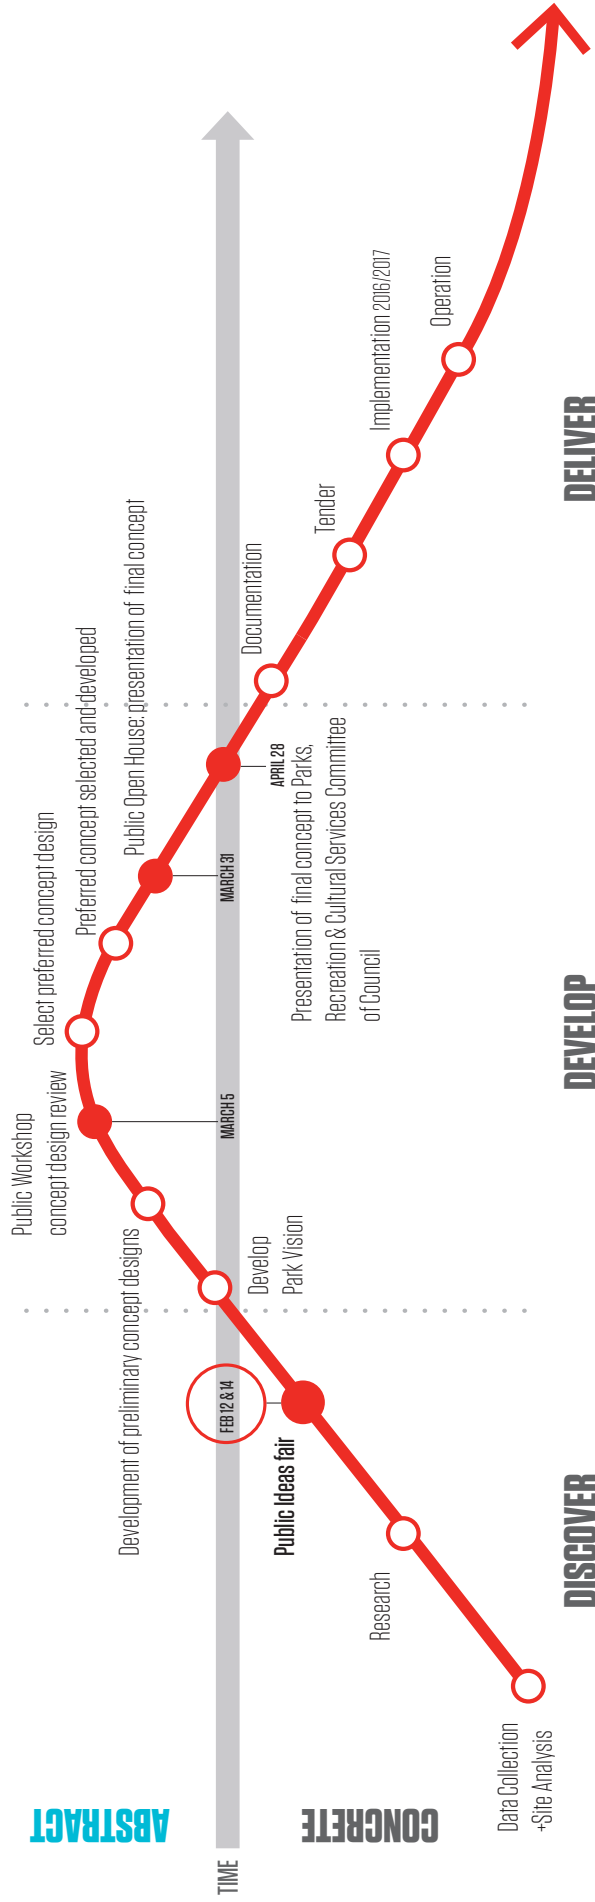 ABSTRACT
TIME
CONCRETE
Data Collection
+Site Analysis
Research
FEB 12 & 14
Public Ideas fair
Develop
Park Vision
Development of preliminary concept designs
Public Workshop
concept design review
MARCH 5
Select preferred concept design
Preferred concept selected and developed
Public Open House: presentation of final concept
MARCH 31
APRIL 28
Presentation of final concept to Parks,
Recreation & Cultural Services Committee
of Council
Documentation
Tender
Implementation 2016/2017
Operation
DISCOVER
DEVELOP
DELIVER